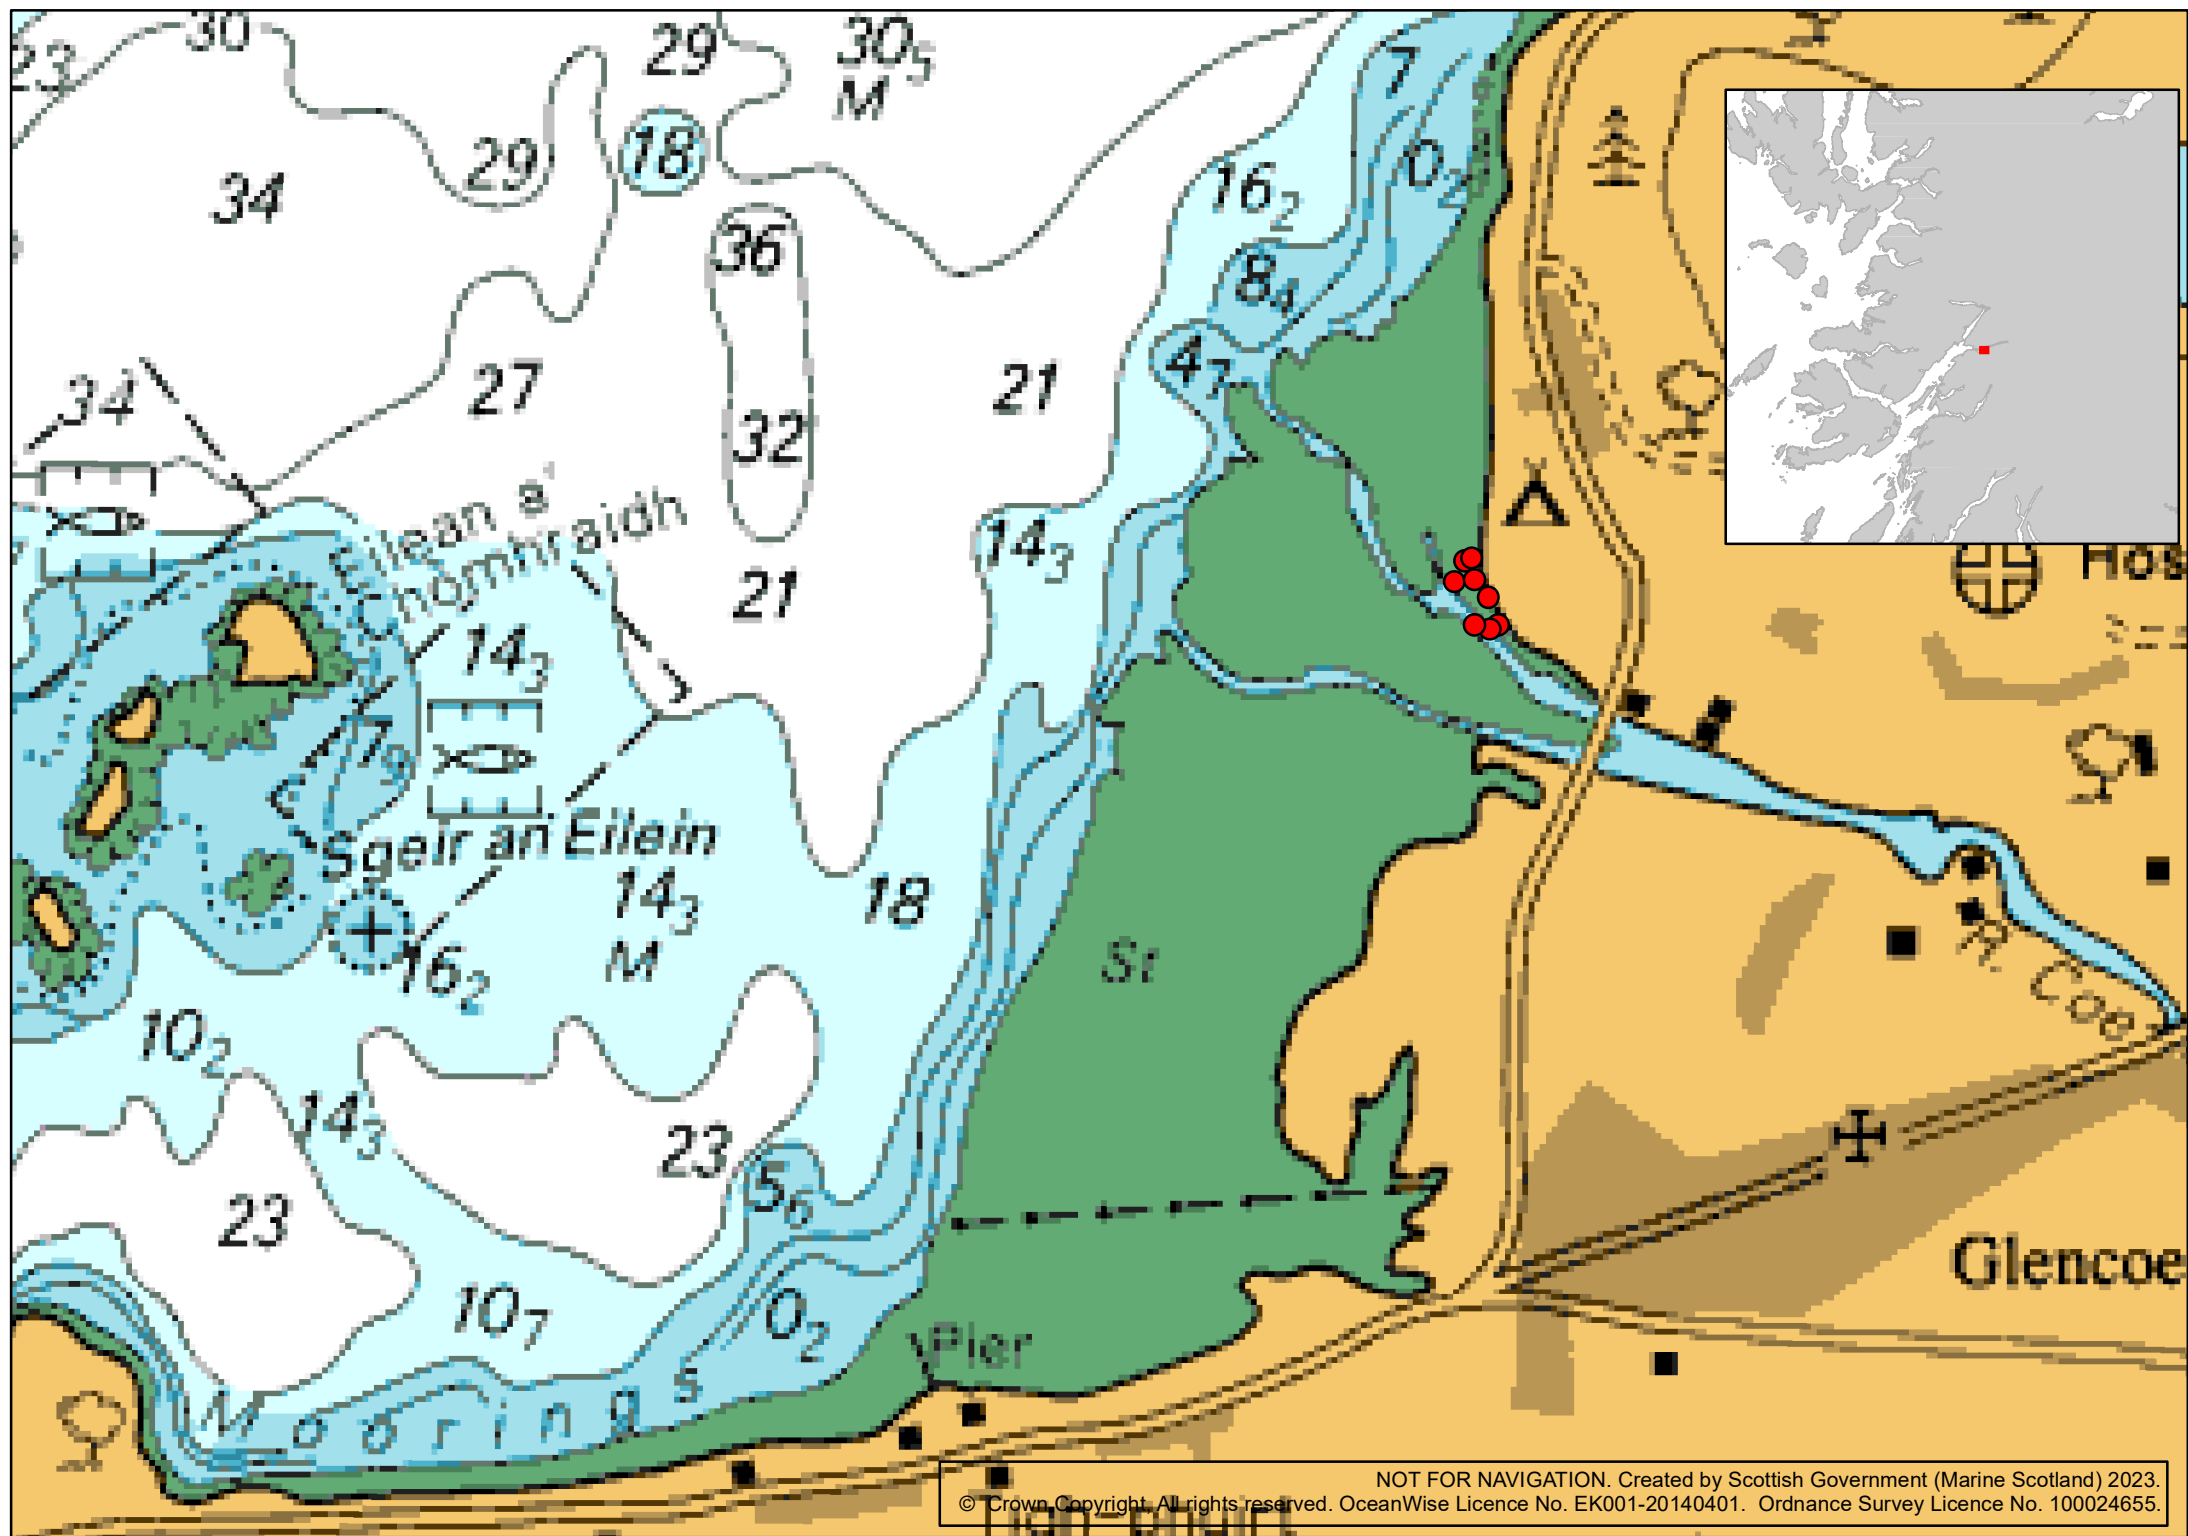 23
30
29
30₅
M
7
29
18
0₂
34
16₂
36
8₄
4₇
34
27
21
32
Eilean a'
14₃
Hos
21
14₃
7₉
Sgeir an Eilein
14₃
M
18
Sr
16₂
R. Coe
10₂
14₃
23
5₆
23
Glencoe
10₇
0₂
Pier
Moorings
NOT FOR NAVIGATION. Created by Scottish Government (Marine Scotland) 2023.
© Crown Copyright. All rights reserved. OceanWise Licence No. EK001-20140401. Ordnance Survey Licence No. 100024655.